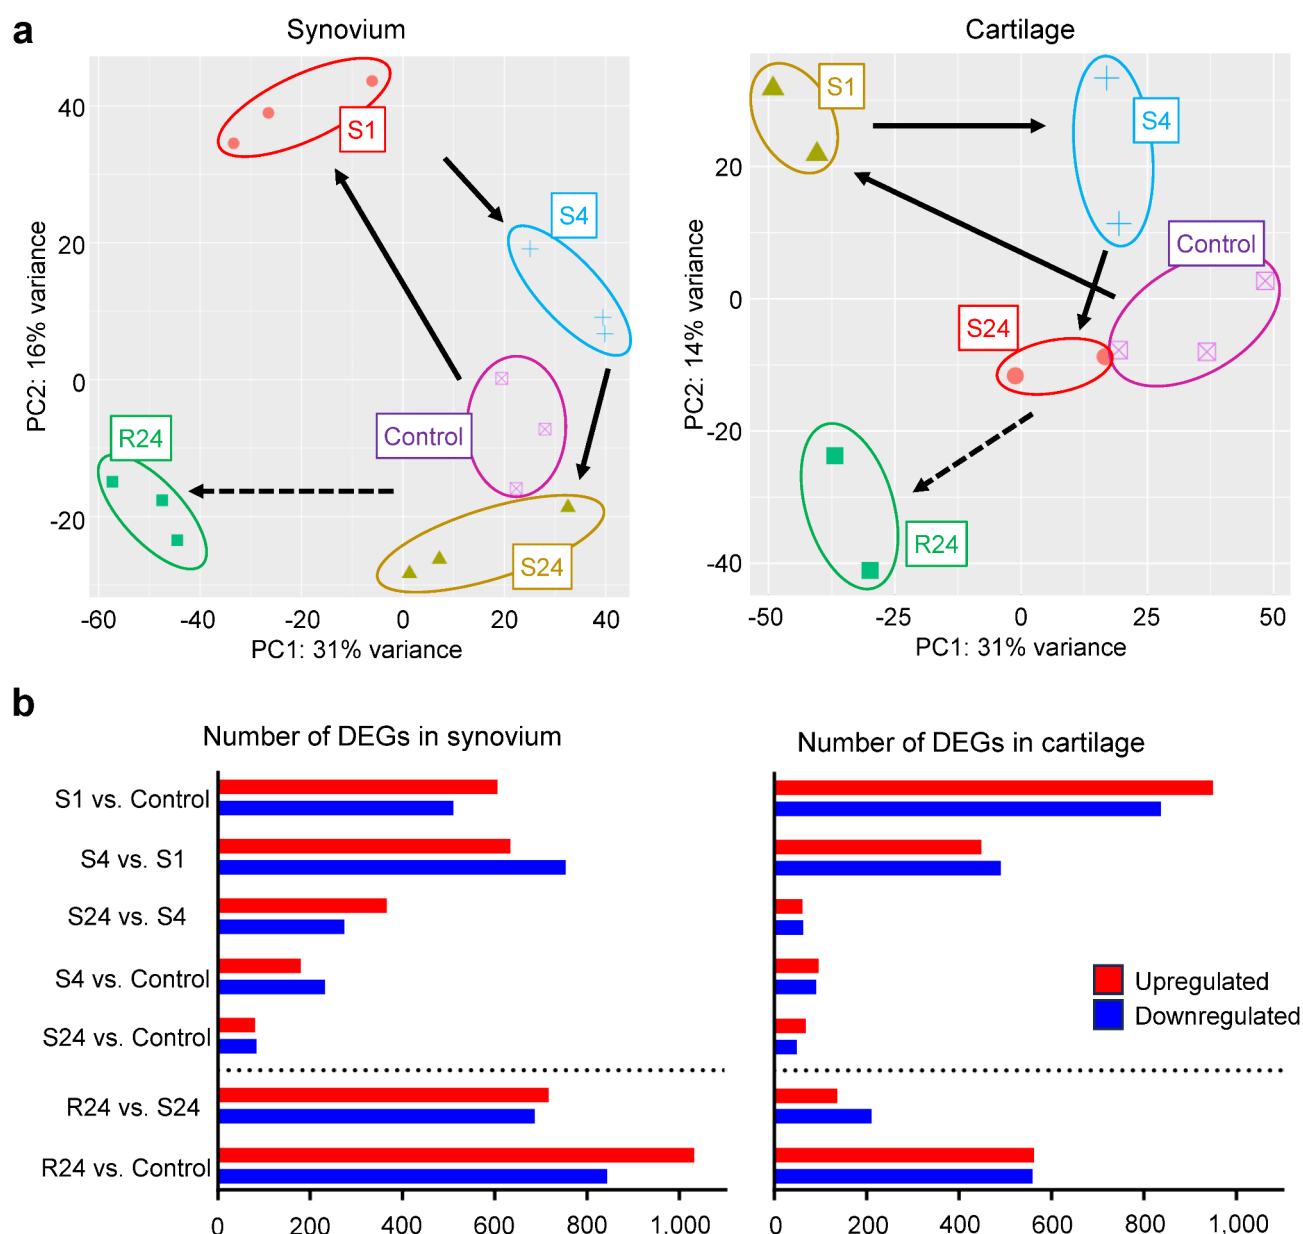 a
Synovium
Cartilage
PC2: 16% variance
40
20
0
-20
S1
S4
Control
R24
S24
-60
-40
-20
0
20
40
PC1: 31% variance
PC2: 14% variance
20
0
-20
-40
S1
S4
Control
S24
R24
-50
-25
0
25
50
PC1: 31% variance
b
Number of DEGs in synovium
Number of DEGs in cartilage
S1 vs. Control
S4 vs. S1
S24 vs. S4
S4 vs. Control
S24 vs. Control
R24 vs. S24
R24 vs. Control
Upregulated
Downregulated
0
200
400
600
800
1,000
0
200
400
600
800
1,000